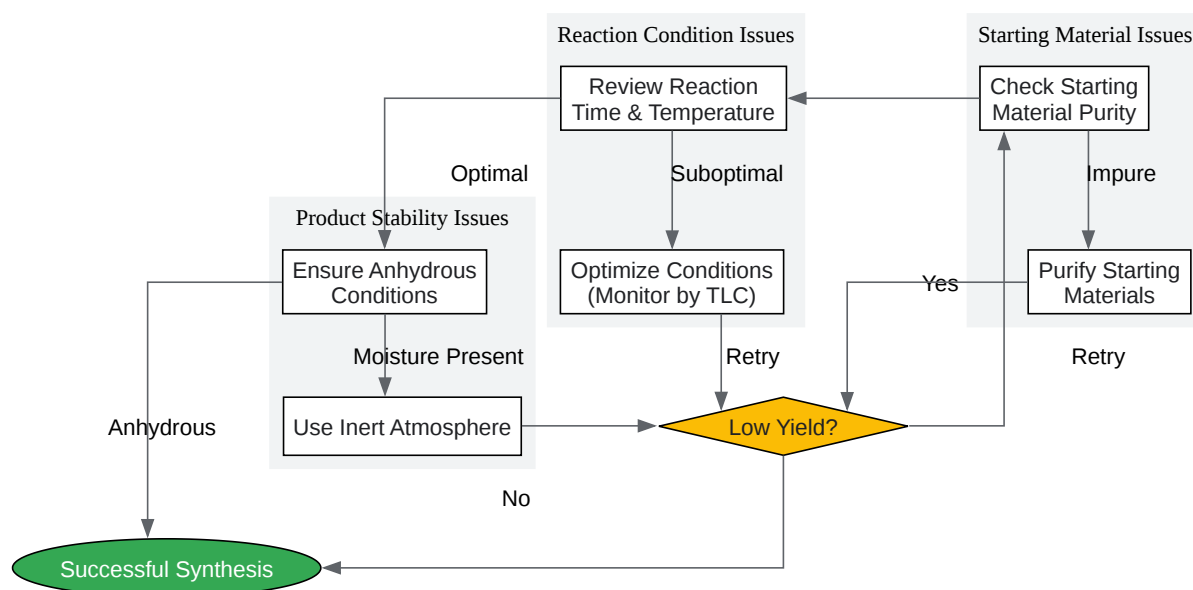 Reaction Condition Issues
Starting Material Issues
Review Reaction
Time & Temperature
Check Starting
Material Purity
Optimal
Suboptimal
Impure
Product Stability Issues
Ensure Anhydrous
Conditions
Optimize Conditions
(Monitor by TLC)
Yes
Purify Starting
Materials
Moisture Present
Retry
Retry
Anhydrous
Use Inert Atmosphere
Low Yield?
No
Successful Synthesis